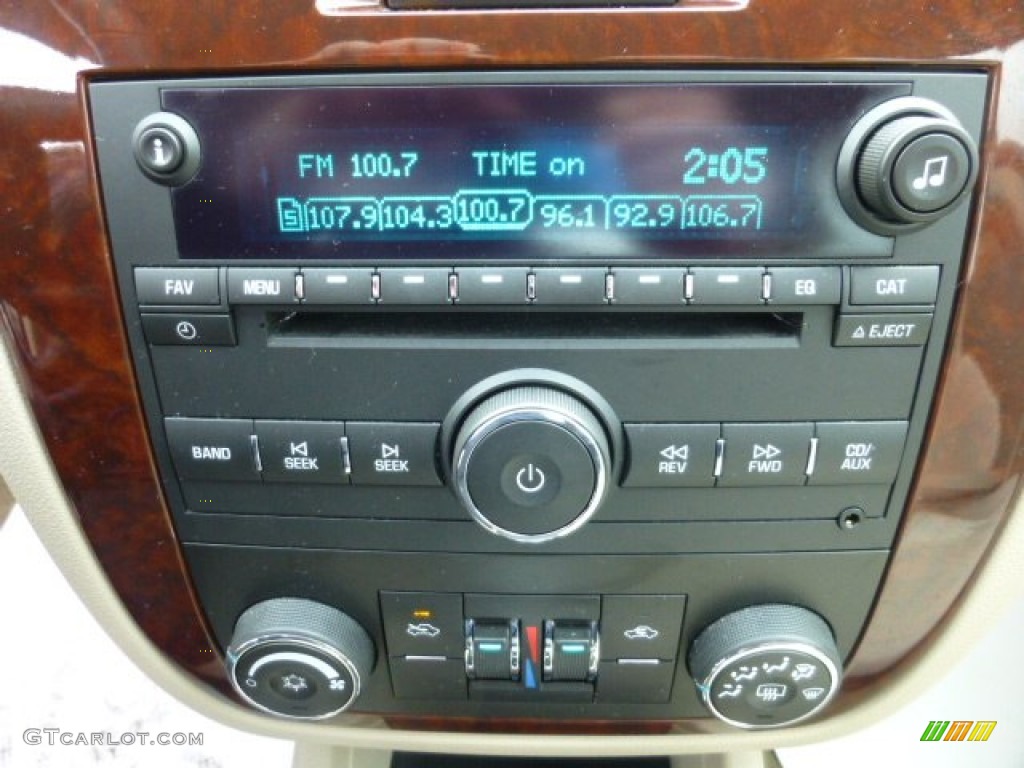 FM 100.7 TIME on 2:05
S 107.9 104.3 100.7 96.1 92.9 106.7
FAV MENU EQ CAT
EJECT
BAND SEEK SEEK REV FWD CD/
AUX
GTCARLOT.COM